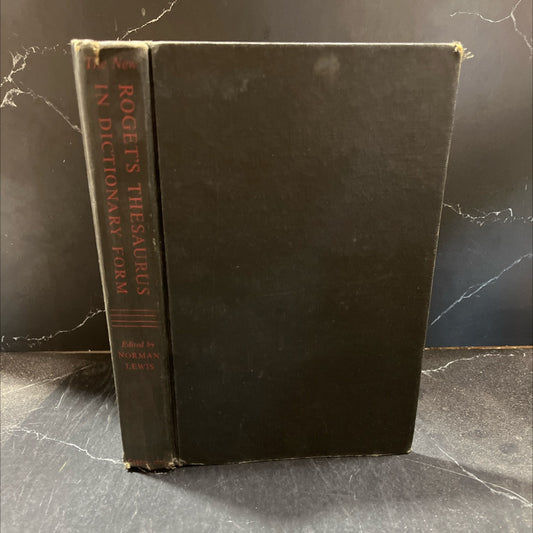 The New
ROGET'S THESAURUS
IN DICTIONARY FORM
Edited by
NORMAN
LEWIS